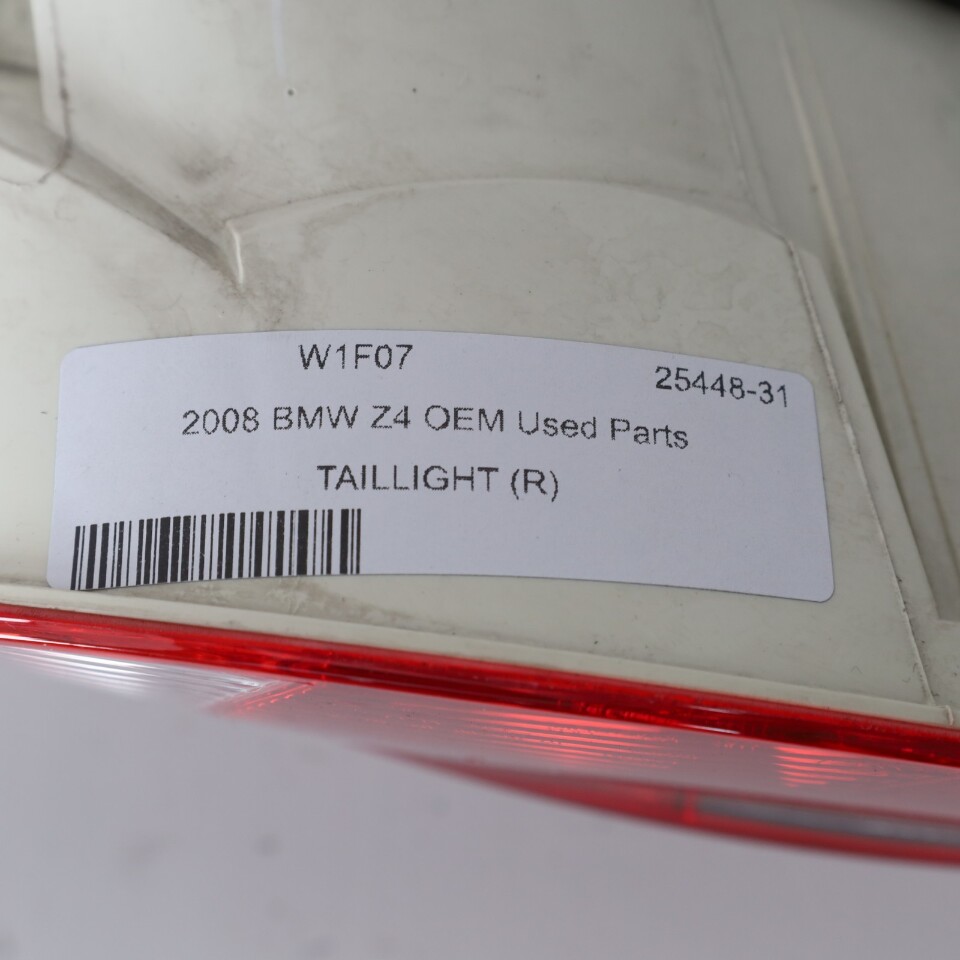 W1F07
25448-31
2008 BMW Z4 OEM Used Parts
TAILLIGHT (R)